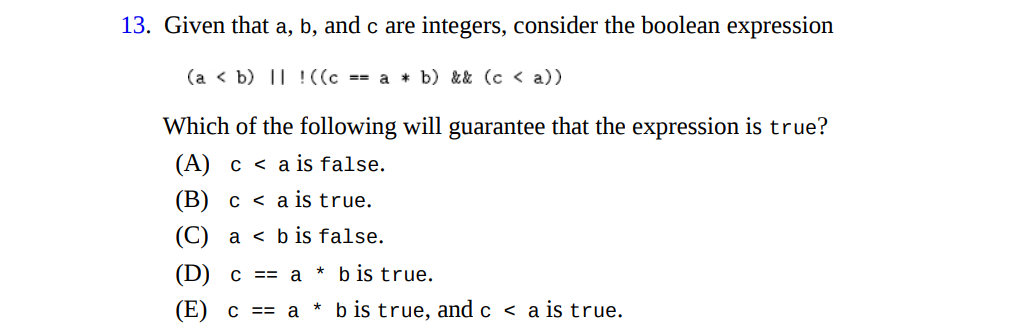 13. Given that a, b, and c are integers, consider the boolean expression
(a < b) || !((c == a * b) && (c < a))
Which of the following will guarantee that the expression is true?
(A) c < a is false.
(B) c < a is true.
(C) a < b is false.
(D) c == a * b is true.
(E) c == a * b is true, and c < a is true.